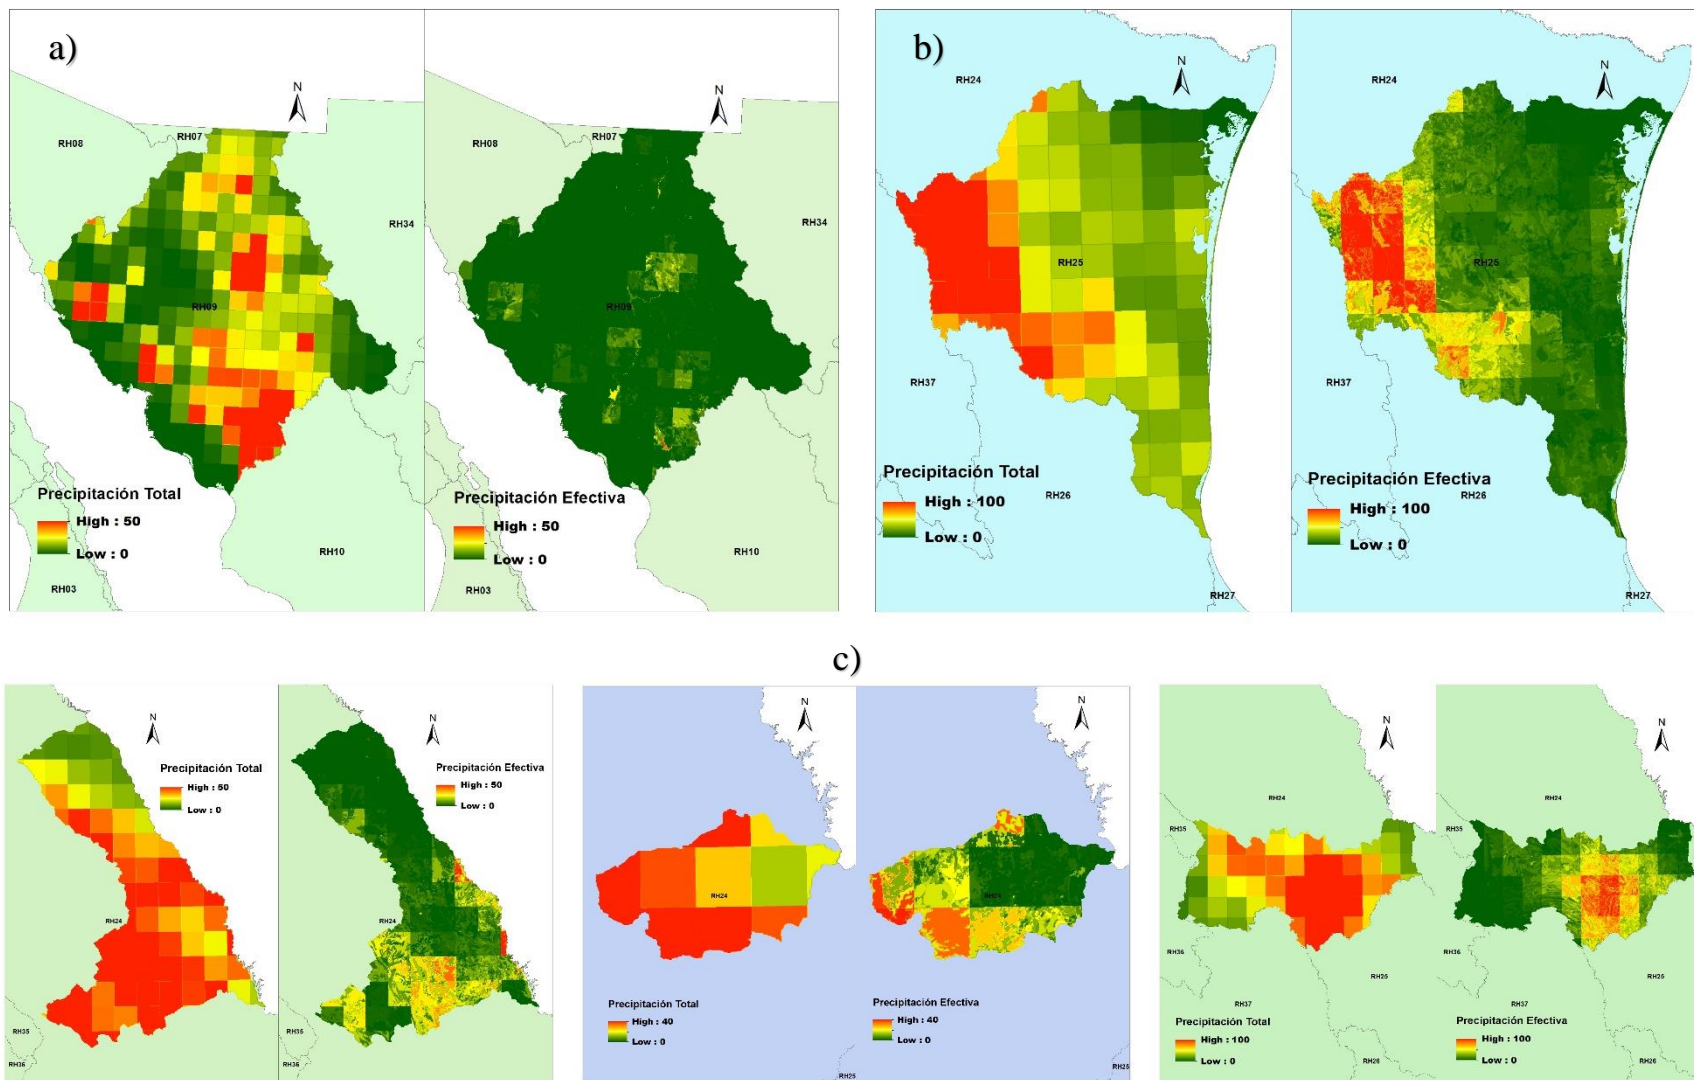 a)
N
RH07
RH08
RH34
RH09
Precipitación Total
High : 50
Low : 0
RH10
RH03
N
RH07
RH08
RH34
RH09
Precipitación Efectiva
High : 50
Low : 0
RH10
RH03
b)
N
RH24
RH25
RH37
Precipitación Total
High : 100
Low : 0
RH26
RH27
N
RH24
RH25
RH37
Precipitación Efectiva
High : 100
Low : 0
RH26
RH27
c)
N
Precipitación Total
High : 50
Low : 0
RH24
RH35
RH36
N
Precipitación Efectiva
High : 50
Low : 0
RH24
RH35
RH36
N
RH24
Precipitación Total
High : 40
Low : 0
N
RH24
Precipitación Efectiva
High : 40
Low : 0
RH25
RH25
N
RH24
RH35
RH36
RH25
RH37
Precipitación Total
High : 100
Low : 0
RH26
N
RH24
RH35
RH36
RH25
RH37
Precipitación Efectiva
High : 100
Low : 0
RH26